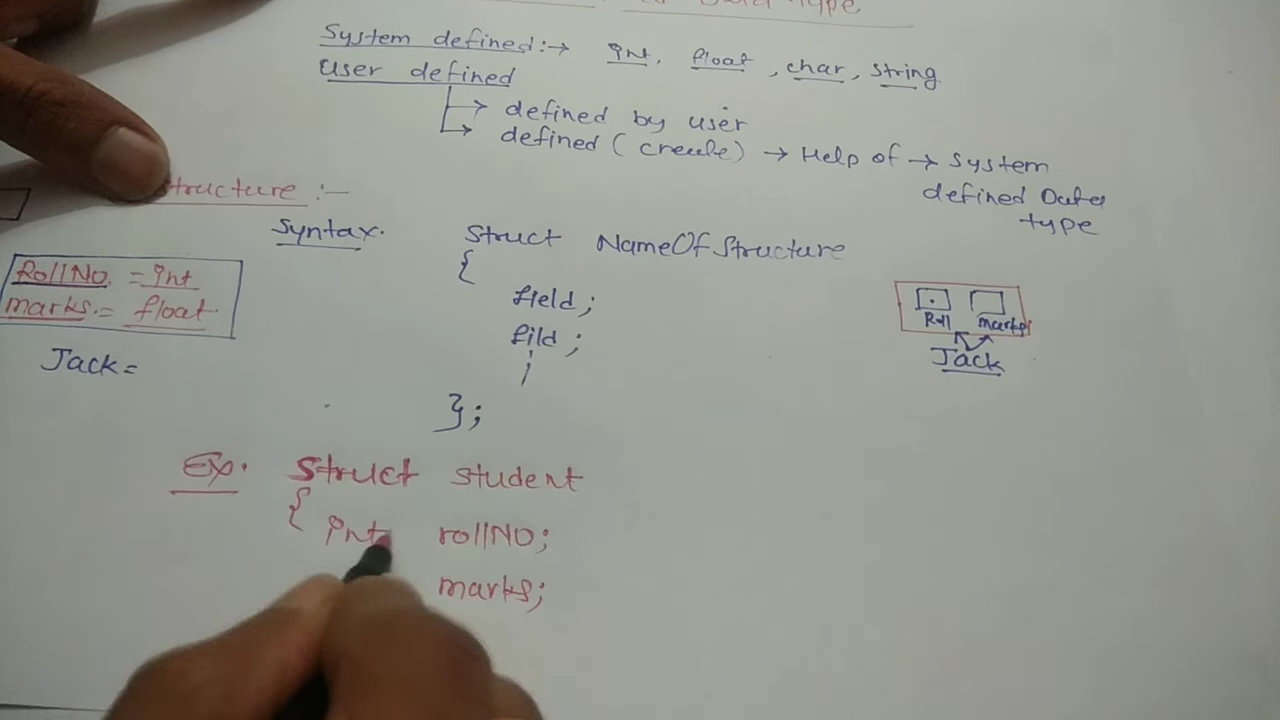 Data Type
System defined :→ int, float, char, string
User defined
→ defined by user
→ defined ( create) → Help of → System
defined Data
type
Structure :-
Syntax. Struct NameOfStructure
{
field;
fild ;
};
RollNo. = int
marks. = float.
Jack =
Roll marks
Jack
Ex. Struct student
{ int rollNO;
marks;